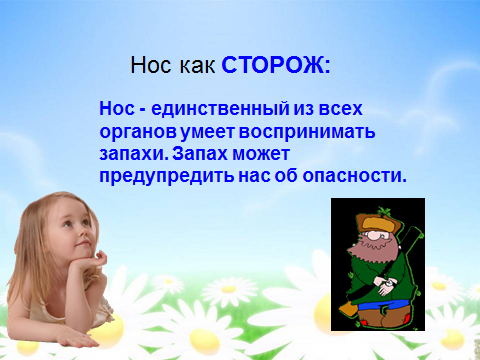 Нос как СТОРОЖ:
Нос - единственный из всех
органов умеет воспринимать
запахи. Запах может
предупредить нас об опасности.